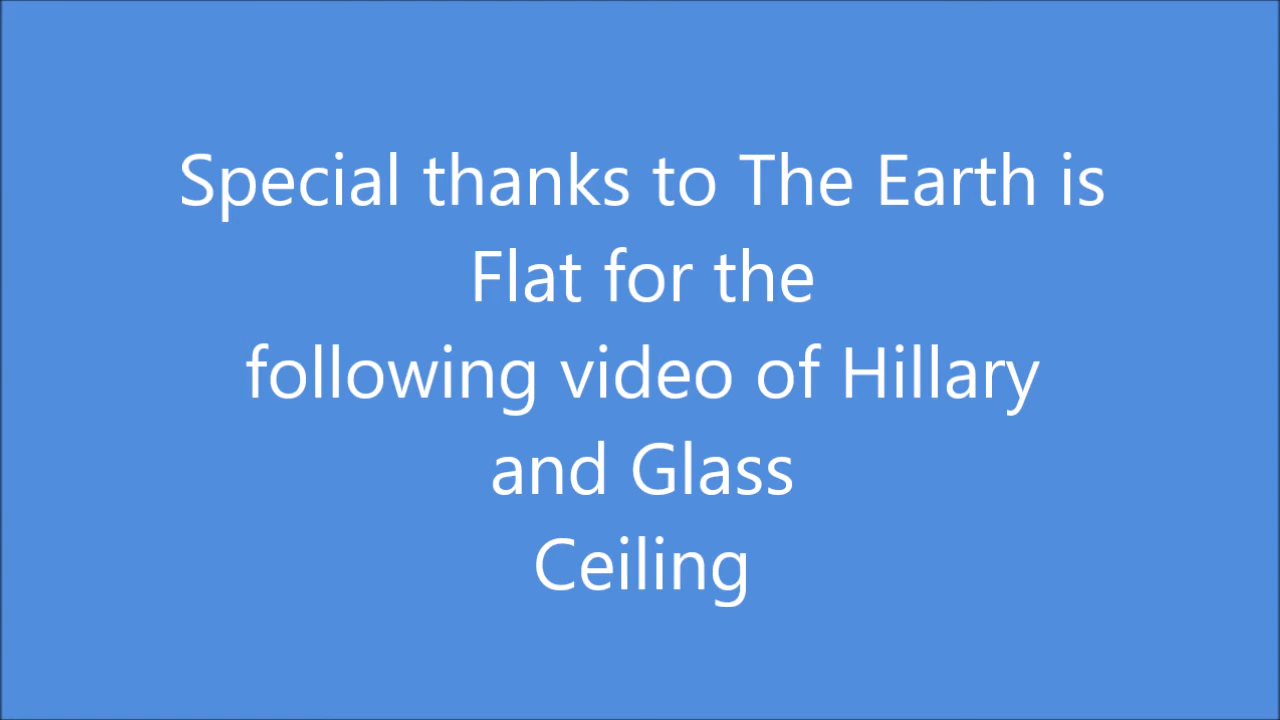 Special thanks to The Earth is
Flat for the
following video of Hillary
and Glass
Ceiling